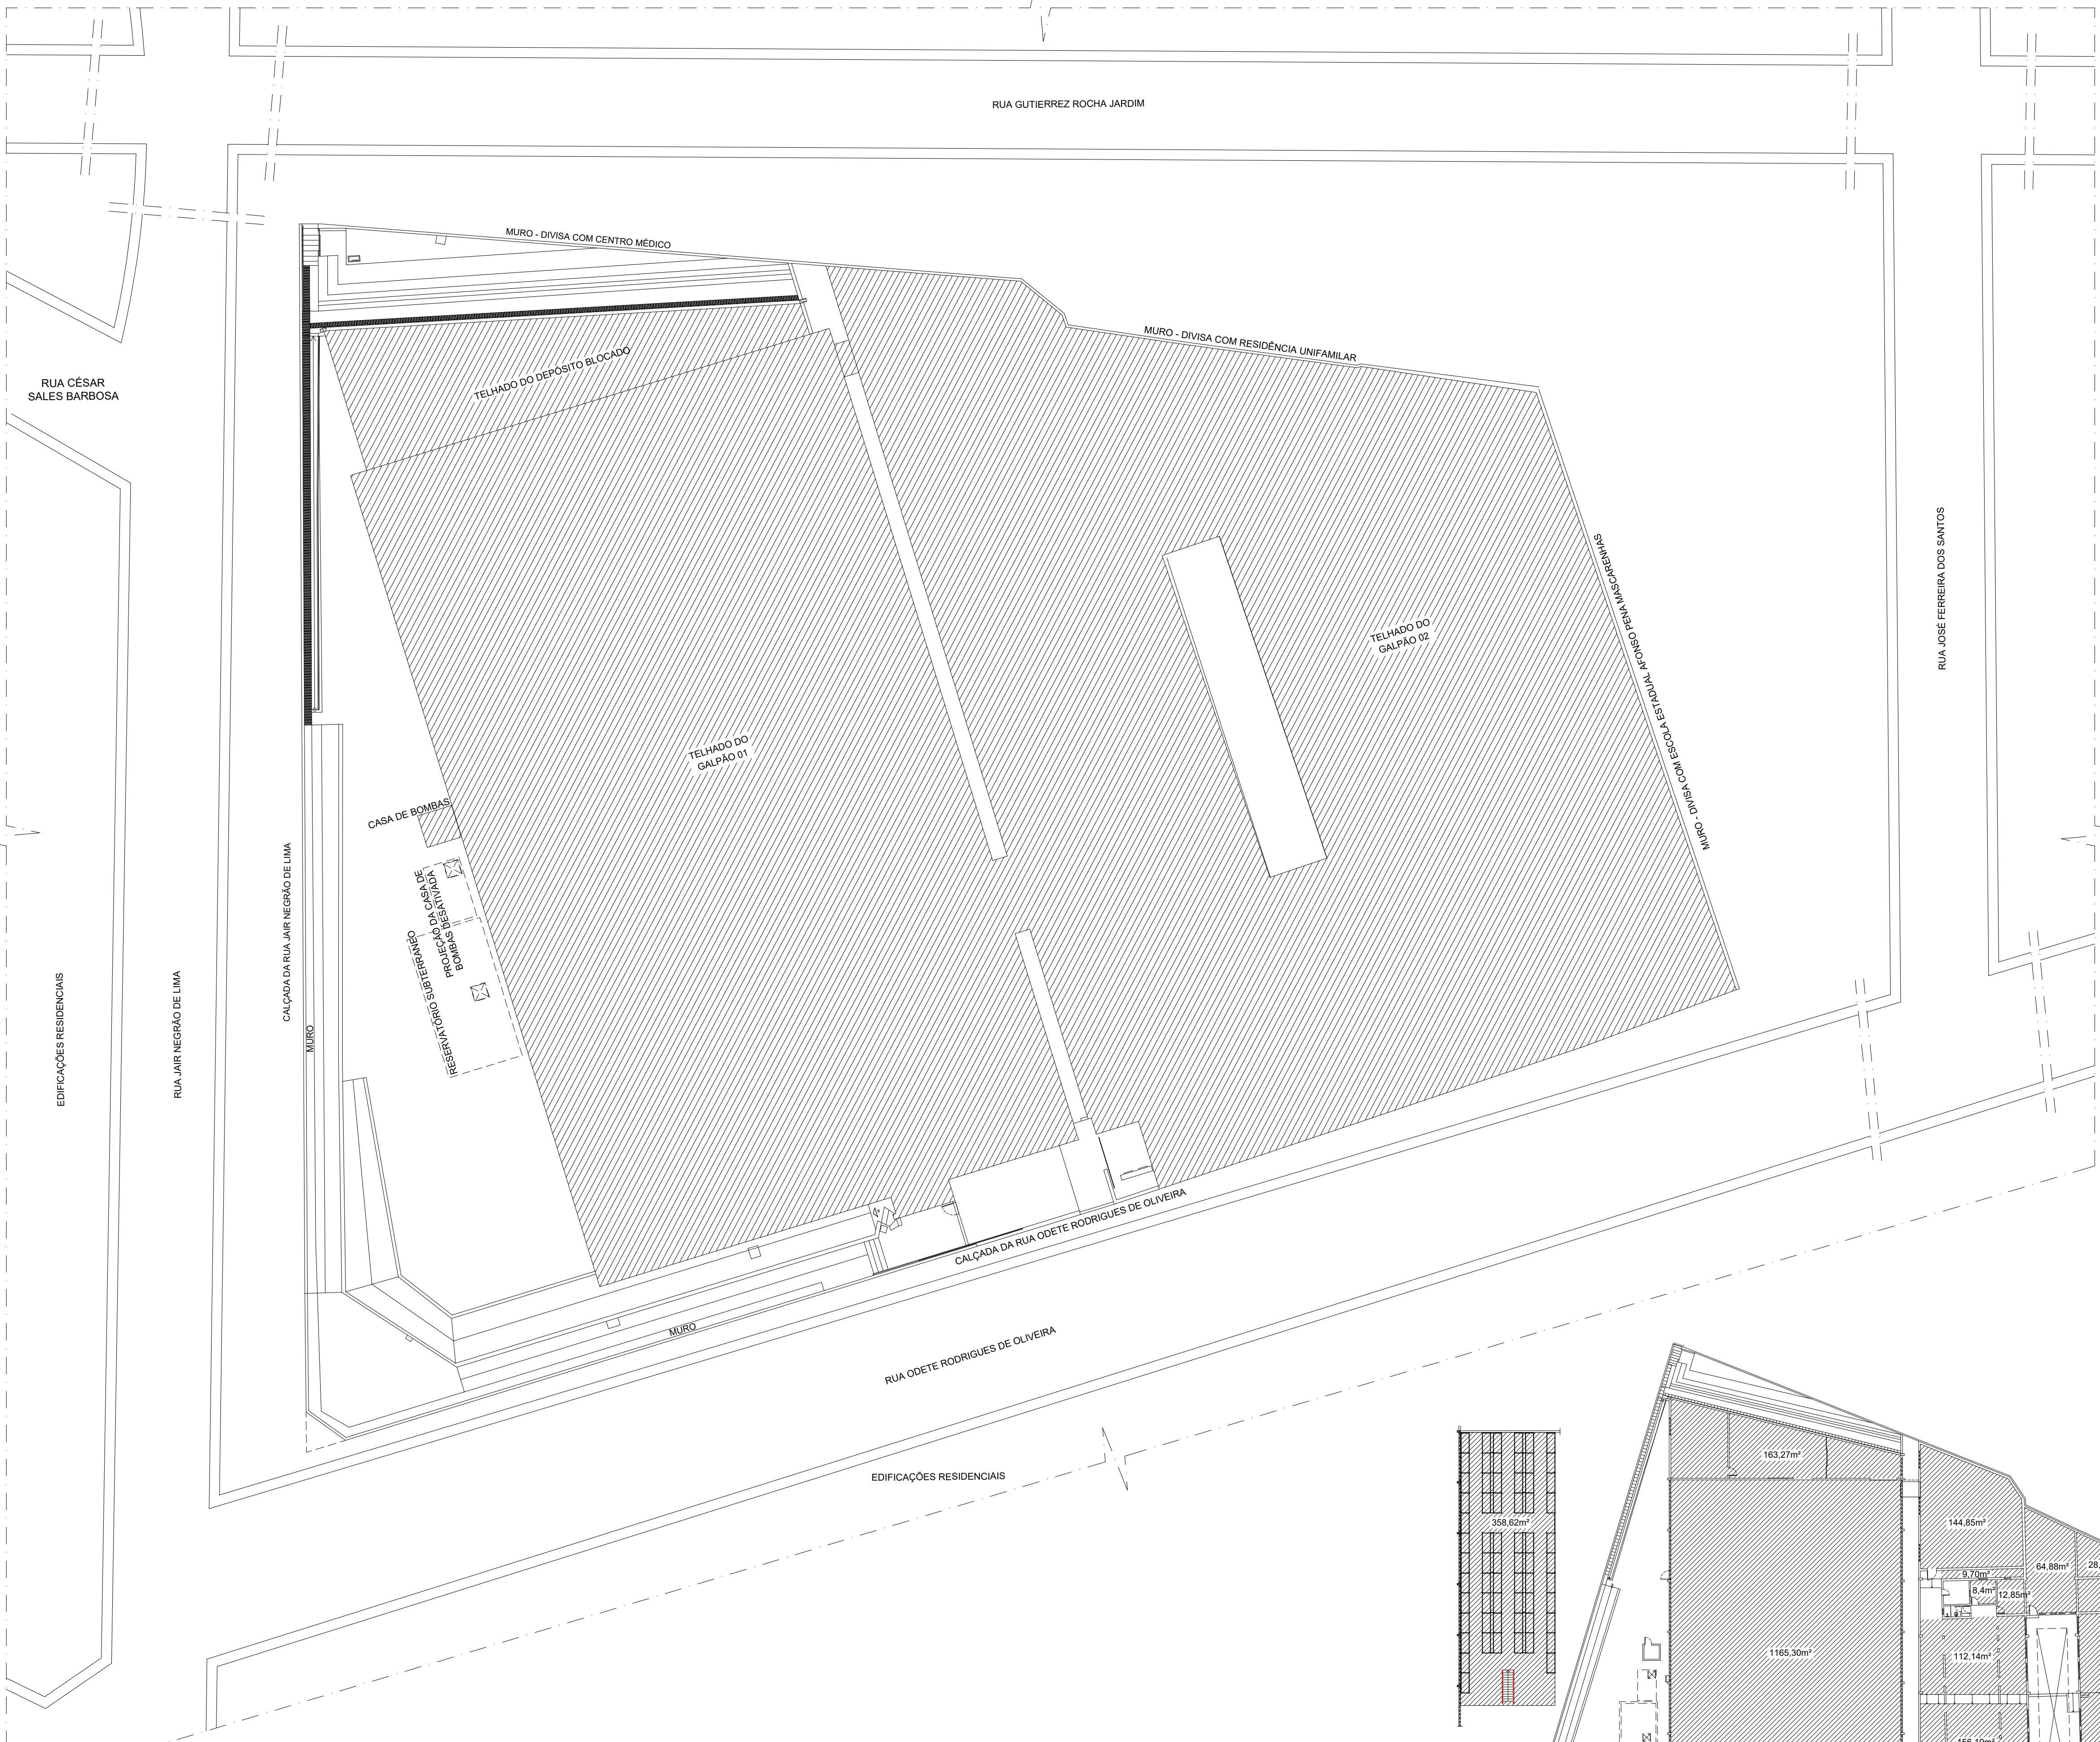 RUA GUTIERREZ ROCHA JARDIM
MURO - DIVISA COM CENTRO MÉDICO
MURO - DIVISA COM RESIDÊNCIA UNIFAMILAR
RUA CÉSAR
SALES BARBOSA
TELHADO DO DEPÓSITO BLOCADO
MURO - DIVISA COM ESCOLA ESTADUAL AFONSO PENA MASCARENHAS
RUA JOSÉ FERREIRA DOS SANTOS
TELHADO DO
GALPÃO 02
TELHADO DO
GALPÃO 01
CASA DE BOMBAS
PROJEÇÃO DA CASA DE
BOMBAS DESATIVADA
RESERVATÓRIO SUBTERRANEO
CALÇADA DA RUA JAIR NEGRÃO DE LIMA
MURO
EDIFICAÇÕES RESIDENCIAIS
RUA JAIR NEGRÃO DE LIMA
CALÇADA DA RUA ODETE RODRIGUES DE OLIVEIRA
MURO
RUA ODETE RODRIGUES DE OLIVEIRA
EDIFICAÇÕES RESIDENCIAIS
163,27m²
358,62m²
144,85m²
64,88m²
28,
9,70m²
8,4m²
12,85m²
1165,30m²
112,14m²
156,19m²